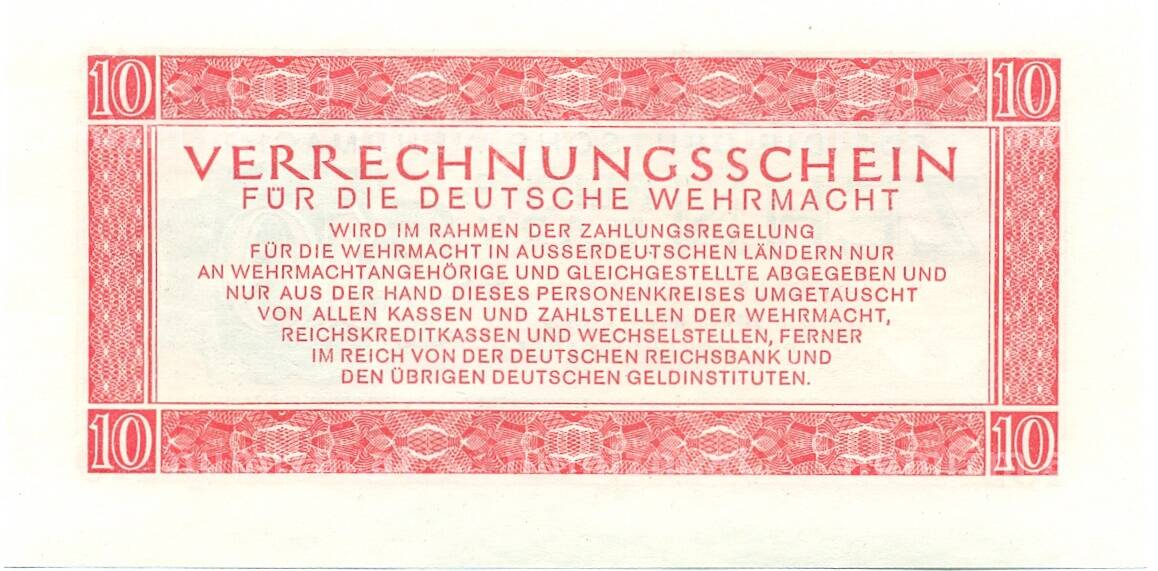 10 10
VERRECHNUNGSSCHEIN
FÜR DIE DEUTSCHE WEHRMACHT
WIRD IM RAHMEN DER ZAHLUNGSREGELUNG
FÜR DIE WEHRMACHT IN AUSSERDEUTSCHEN LÄNDERN NUR
AN WEHRMACHTANGEHÖRIGE UND GLEICHGESTELLTE ABGEGEBEN UND
NUR AUS DER HAND DIESES PERSONENKREISES UMGETAUSCHT
VON ALLEN KASSEN UND ZAHLSTELLEN DER WEHRMACHT,
REICHSKREDITKASSEN UND WECHSELSTELLEN, FERNER
IM REICH VON DER DEUTSCHEN REICHSBANK UND
DEN ÜBRIGEN DEUTSCHEN GELDINSTITUTEN.
10 10